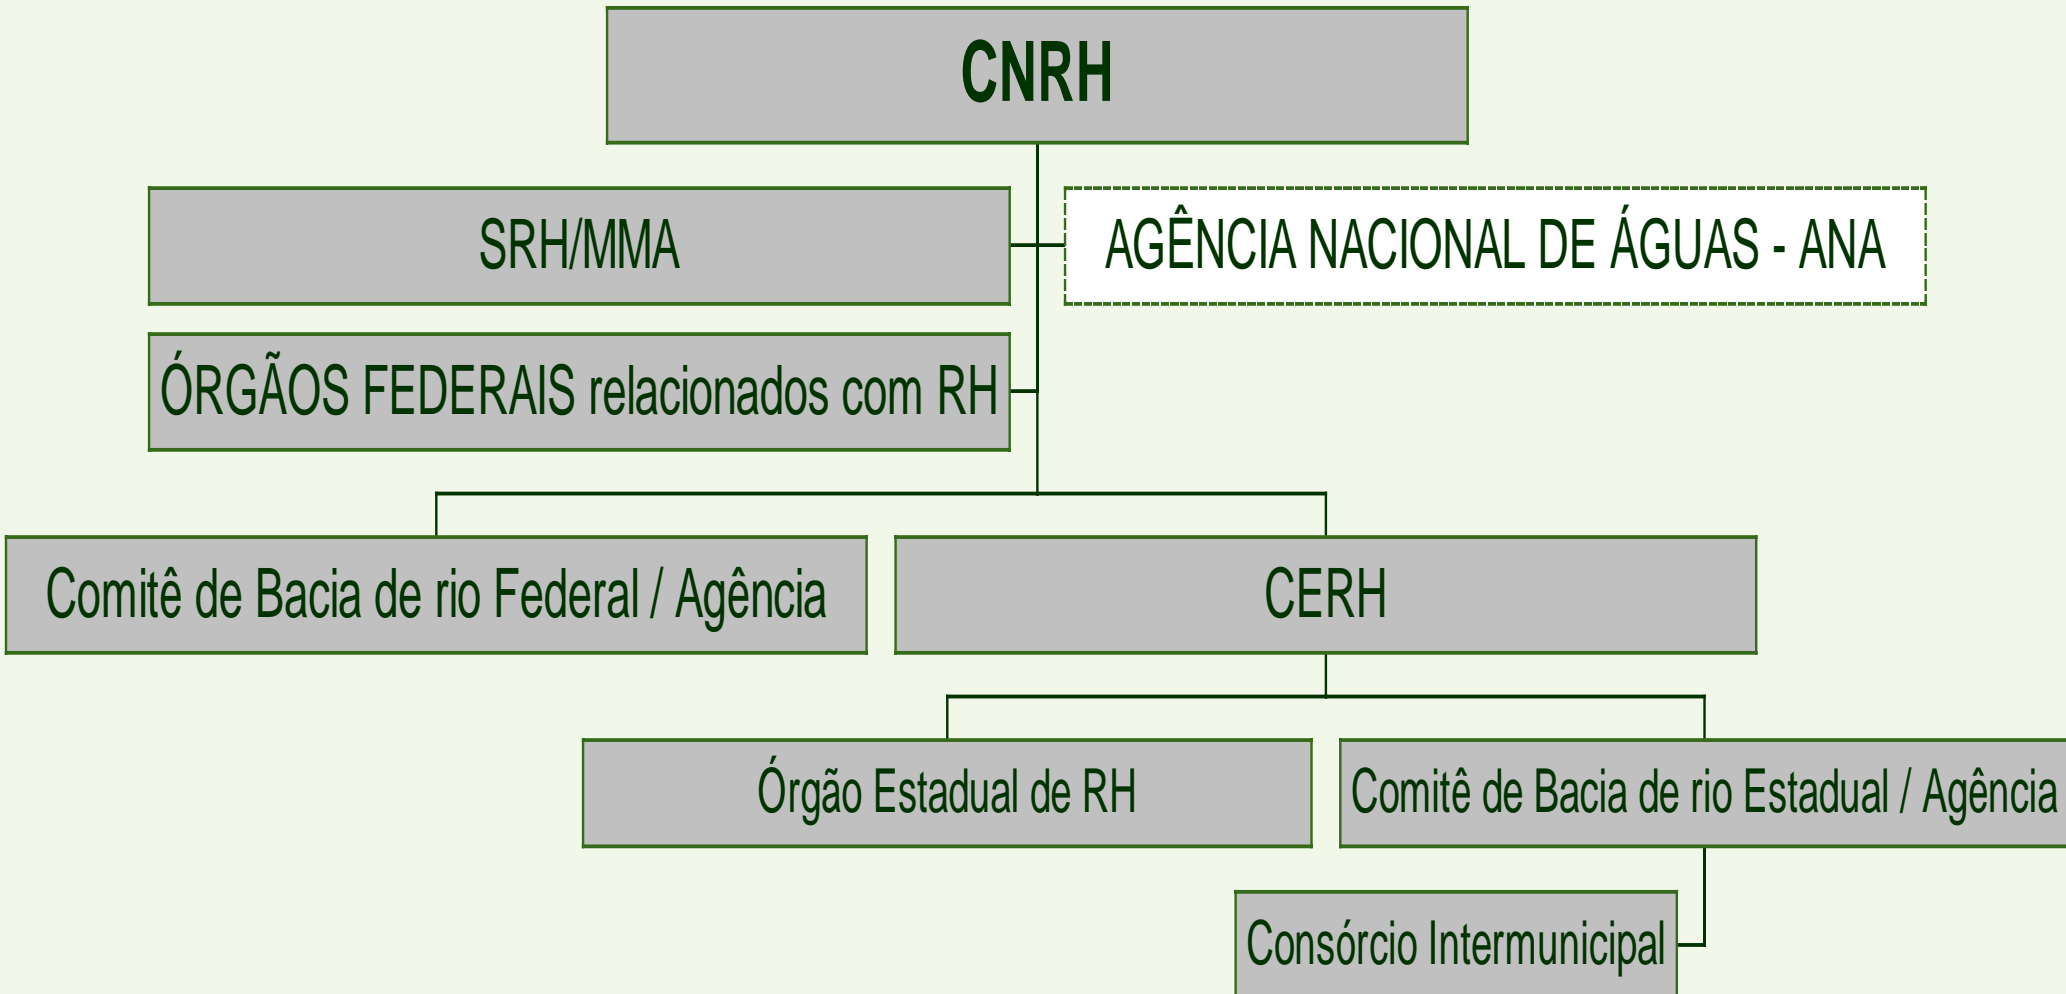 CNRH
SRH/MMA
AGÊNCIA NACIONAL DE ÁGUAS - ANA
ÓRGÃOS FEDERAIS relacionados com RH
Comitê de Bacia de rio Federal / Agência
CERH
Órgão Estadual de RH
Comitê de Bacia de rio Estadual / Agência
Consórcio Intermunicipal